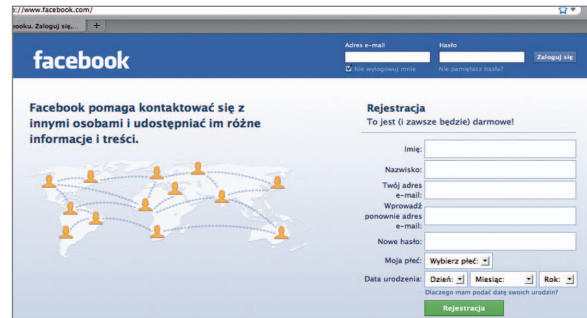 ://www.facebook.com/
ooku. Zaloguj się,... +
facebook
Adres e-mail Hasło
Zaloguj się
Nie wylogowuj mnie Nie pamiętasz hasła?
Facebook pomaga kontaktować się z
innymi osobami i udostępniać im różne
informacje i treści.
Rejestracja
To jest (i zawsze będzie) darmowe!
Imię:
Nazwisko:
Twój adres
e-mail:
Wprowadź
ponownie adres
e-mail:
Nowe hasło:
Moja płeć: Wybierz płeć:
Data urodzenia: Dzień: Miesiąc: Rok:
Dlaczego mam podać datę swoich urodzin?
Rejestracja